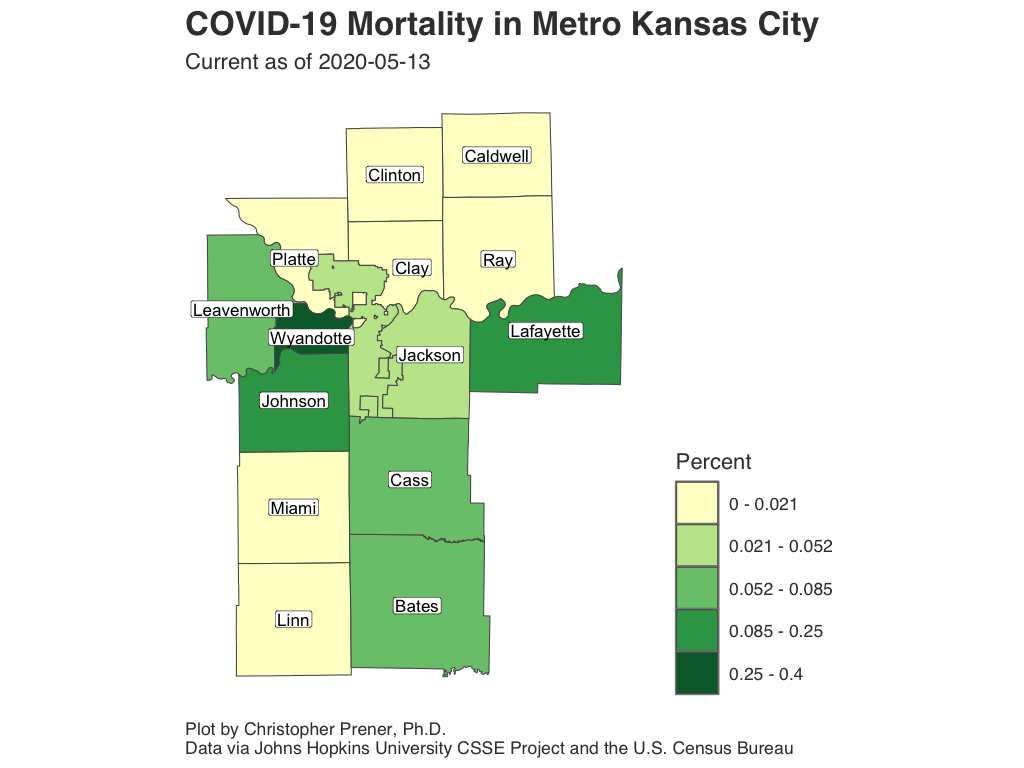 COVID-19 Mortality in Metro Kansas City
Current as of 2020-05-13
Caldwell
Clinton
Platte
Clay
Ray
Leavenworth
Wyandotte
Lafayette
Jackson
Johnson
Cass
Miami
Bates
Linn
Percent
0 - 0.021
0.021 - 0.052
0.052 - 0.085
0.085 - 0.25
0.25 - 0.4
Plot by Christopher Prener, Ph.D.
Data via Johns Hopkins University CSSE Project and the U.S. Census Bureau